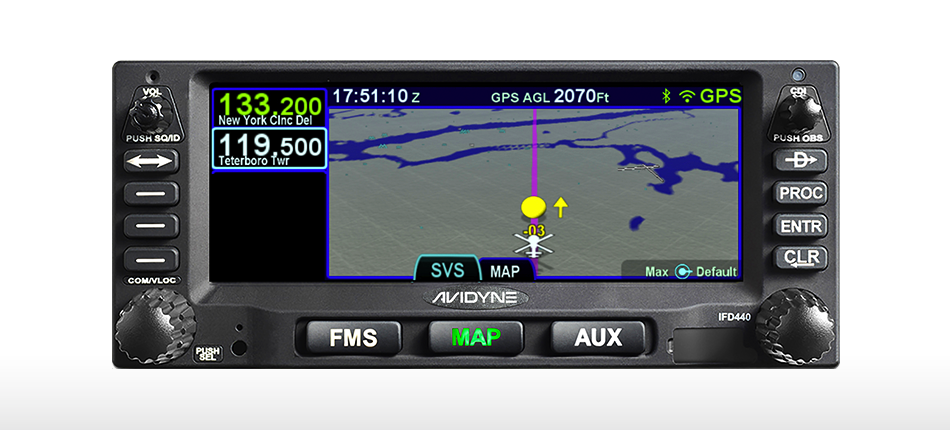 VOL
PUSH SQ/ID
COM/VLOC
PUSH
SEL
133.200
New York Clnc Del
119.500
Teterboro Twr
17:51:10 Z
GPS AGL 2070Ft
GPS
-03
SVS
MAP
Max
Default
AVIDYNE
FMS
MAP
AUX
CDI
PUSH OBS
D
PROC
ENTR
CLR
IFD440